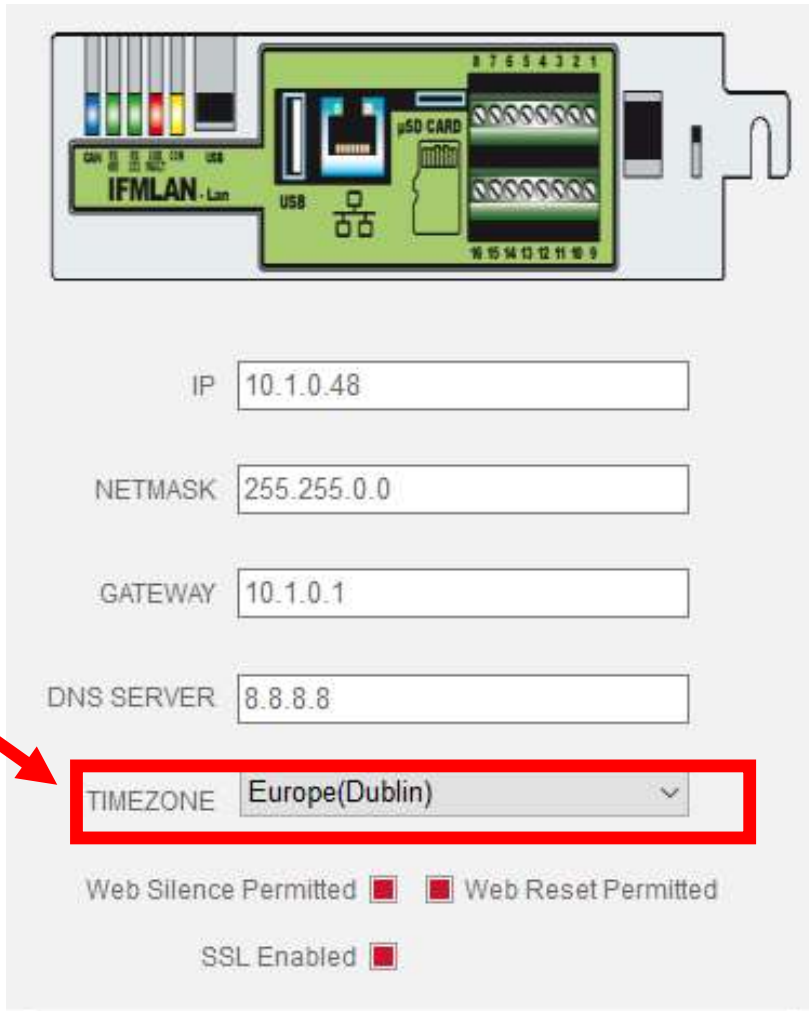 8 7 6 5 4 3 2 1
µSD CARD
CAN
USB
IFMLAN - Lan
USB
16 15 14 13 12 11 10 9
IP 10.1.0.48
NETMASK 255.255.0.0
GATEWAY 10.1.0.1
DNS SERVER 8.8.8.8
TIMEZONE Europe(Dublin)
Web Silence Permitted Web Reset Permitted
SSL Enabled